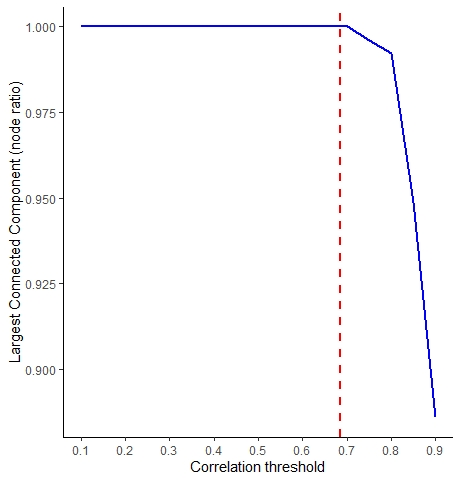 Largest Connected Component (node ratio)
1.000
0.975
0.950
0.925
0.900
0.1 0.2 0.3 0.4 0.5 0.6 0.7 0.8 0.9
Correlation threshold